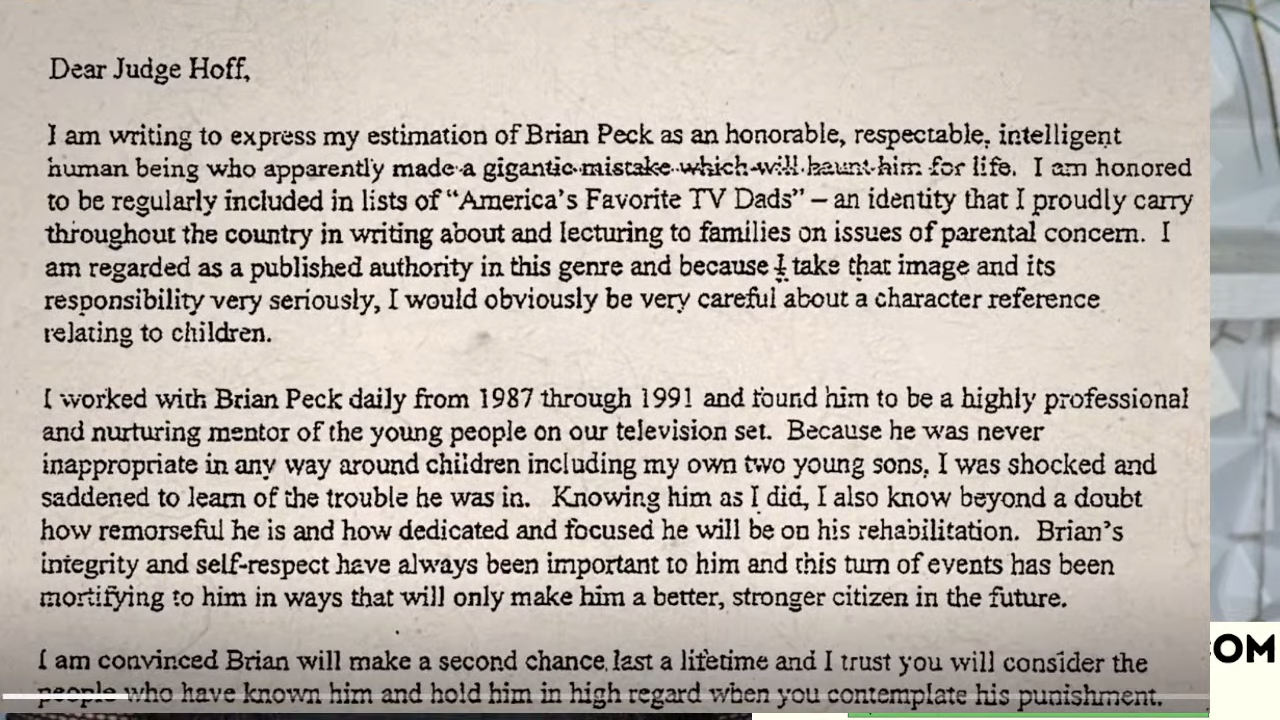 Dear Judge Hoff,
I am writing to express my estimation of Brian Peck as an honorable, respectable, intelligent
human being who apparently made a gigantic mistake which will haunt him for life. I am honored
to be regularly included in lists of “America’s Favorite TV Dads” – an identity that I proudly carry
throughout the country in writing about and lecturing to families on issues of parental concern. I
am regarded as a published authority in this genre and because I take that image and its
responsibility very seriously, I would obviously be very careful about a character reference
relating to children.
I worked with Brian Peck daily from 1987 through 1991 and found him to be a highly professional
and nurturing mentor of the young people on our television set. Because he was never
inappropriate in any way around children including my own two young sons, I was shocked and
saddened to learn of the trouble he was in. Knowing him as I did, I also know beyond a doubt
how remorseful he is and how dedicated and focused he will be on his rehabilitation. Brian’s
integrity and self-respect have always been important to him and this turn of events has been
mortifying to him in ways that will only make him a better, stronger citizen in the future.
I am convinced Brian will make a second chance last a lifetime and I trust you will consider the
people who have known him and hold him in high regard when you contemplate his punishment.
OM